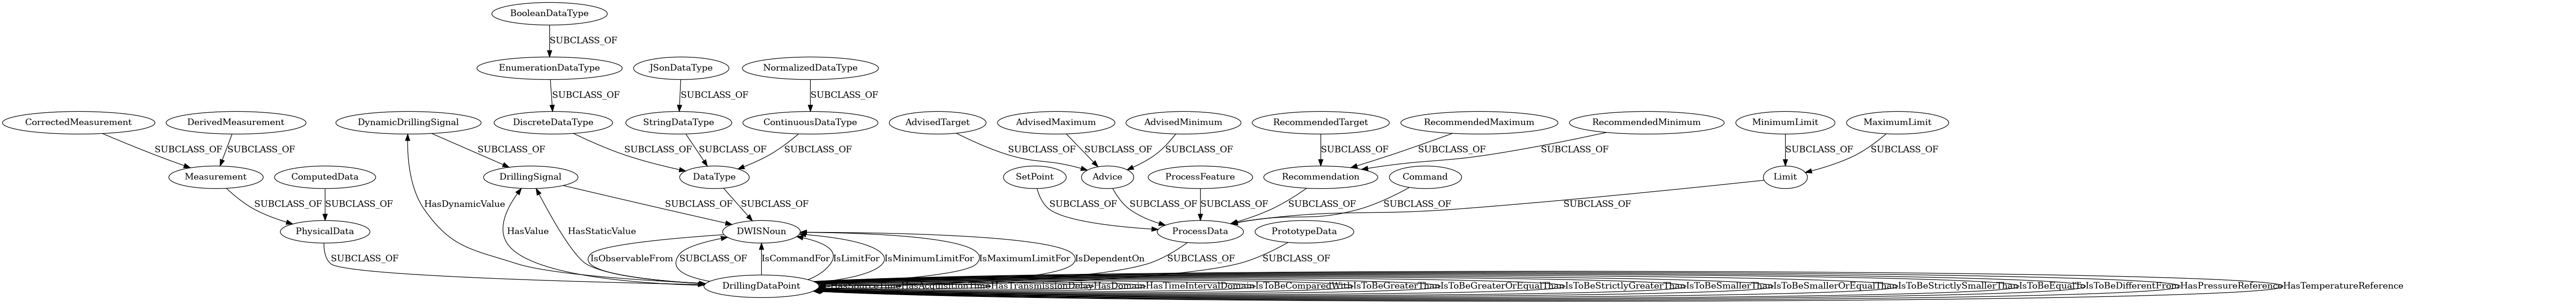 BooleanDataType
SUBCLASS_OF
EnumerationDataType
JSonDataType
NormalizedDataType
SUBCLASS_OF
SUBCLASS_OF
SUBCLASS_OF
CorrectedMeasurement
DerivedMeasurement
DynamicDrillingSignal
DiscreteDataType
StringDataType
ContinuousDataType
AdvisedTarget
AdvisedMaximum
AdvisedMinimum
RecommendedTarget
RecommendedMaximum
RecommendedMinimum
MinimumLimit
MaximumLimit
SUBCLASS_OF
SUBCLASS_OF
SUBCLASS_OF
SUBCLASS_OF
SUBCLASS_OF
SUBCLASS_OF
SUBCLASS_OF
SUBCLASS_OF
SUBCLASS_OF
SUBCLASS_OF
SUBCLASS_OF
SUBCLASS_OF
SUBCLASS_OF
SUBCLASS_OF
Measurement
ComputedData
DrillingSignal
DataType
SetPoint
Advice
ProcessFeature
Recommendation
Command
Limit
SUBCLASS_OF
SUBCLASS_OF
HasDynamicValue
SUBCLASS_OF
SUBCLASS_OF
SUBCLASS_OF
SUBCLASS_OF
SUBCLASS_OF
SUBCLASS_OF
SUBCLASS_OF
SUBCLASS_OF
PhysicalData
HasValue
HasStaticValue
DWISNoun
ProcessData
PrototypeData
SUBCLASS_OF
IsObservableFrom
SUBCLASS_OF
IsCommandFor
IsLimitFor
IsMinimumLimitFor
IsMaximumLimitFor
IsDependentOn
SUBCLASS_OF
SUBCLASS_OF
DrillingDataPoint
HasAcquisitionTime
HasTransmissionDelay
HasDomain
HasTimeIntervalDomain
IsToBeComparedWith
IsToBeGreaterThan
IsToBeGreaterOrEqualThan
IsToBeStrictlyGreaterThan
IsToBeSmallerThan
IsToBeSmallerOrEqualThan
IsToBeStrictlySmallerThan
IsToBeEqualTo
IsToBeDifferentFrom
HasPressureReference
HasTemperatureReference